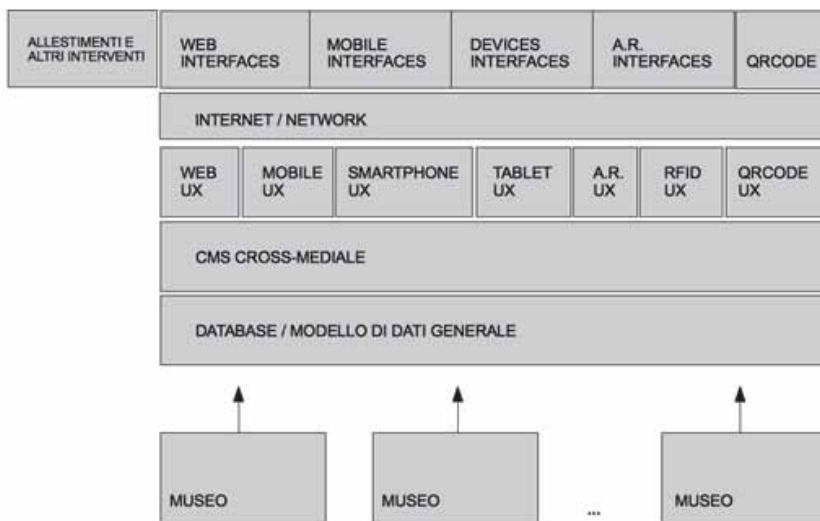 ALLESTIMENTI E
ALTRI INTERVENTI
WEB
INTERFACES
MOBILE
INTERFACES
DEVICES
INTERFACES
A.R.
INTERFACES
QRCODE
INTERNET / NETWORK
WEB
UX
MOBILE
UX
SMARTPHONE
UX
TABLET
UX
A.R.
UX
RFID
UX
QRCODE
UX
CMS CROSS-MEDIALE
DATABASE / MODELLO DI DATI GENERALE
MUSEO
MUSEO
...
MUSEO